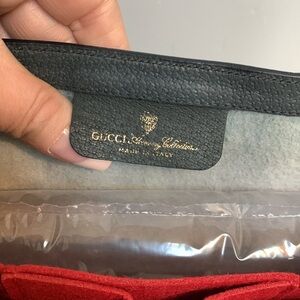 GUCCI Accessory Collection
MADE IN ITALY